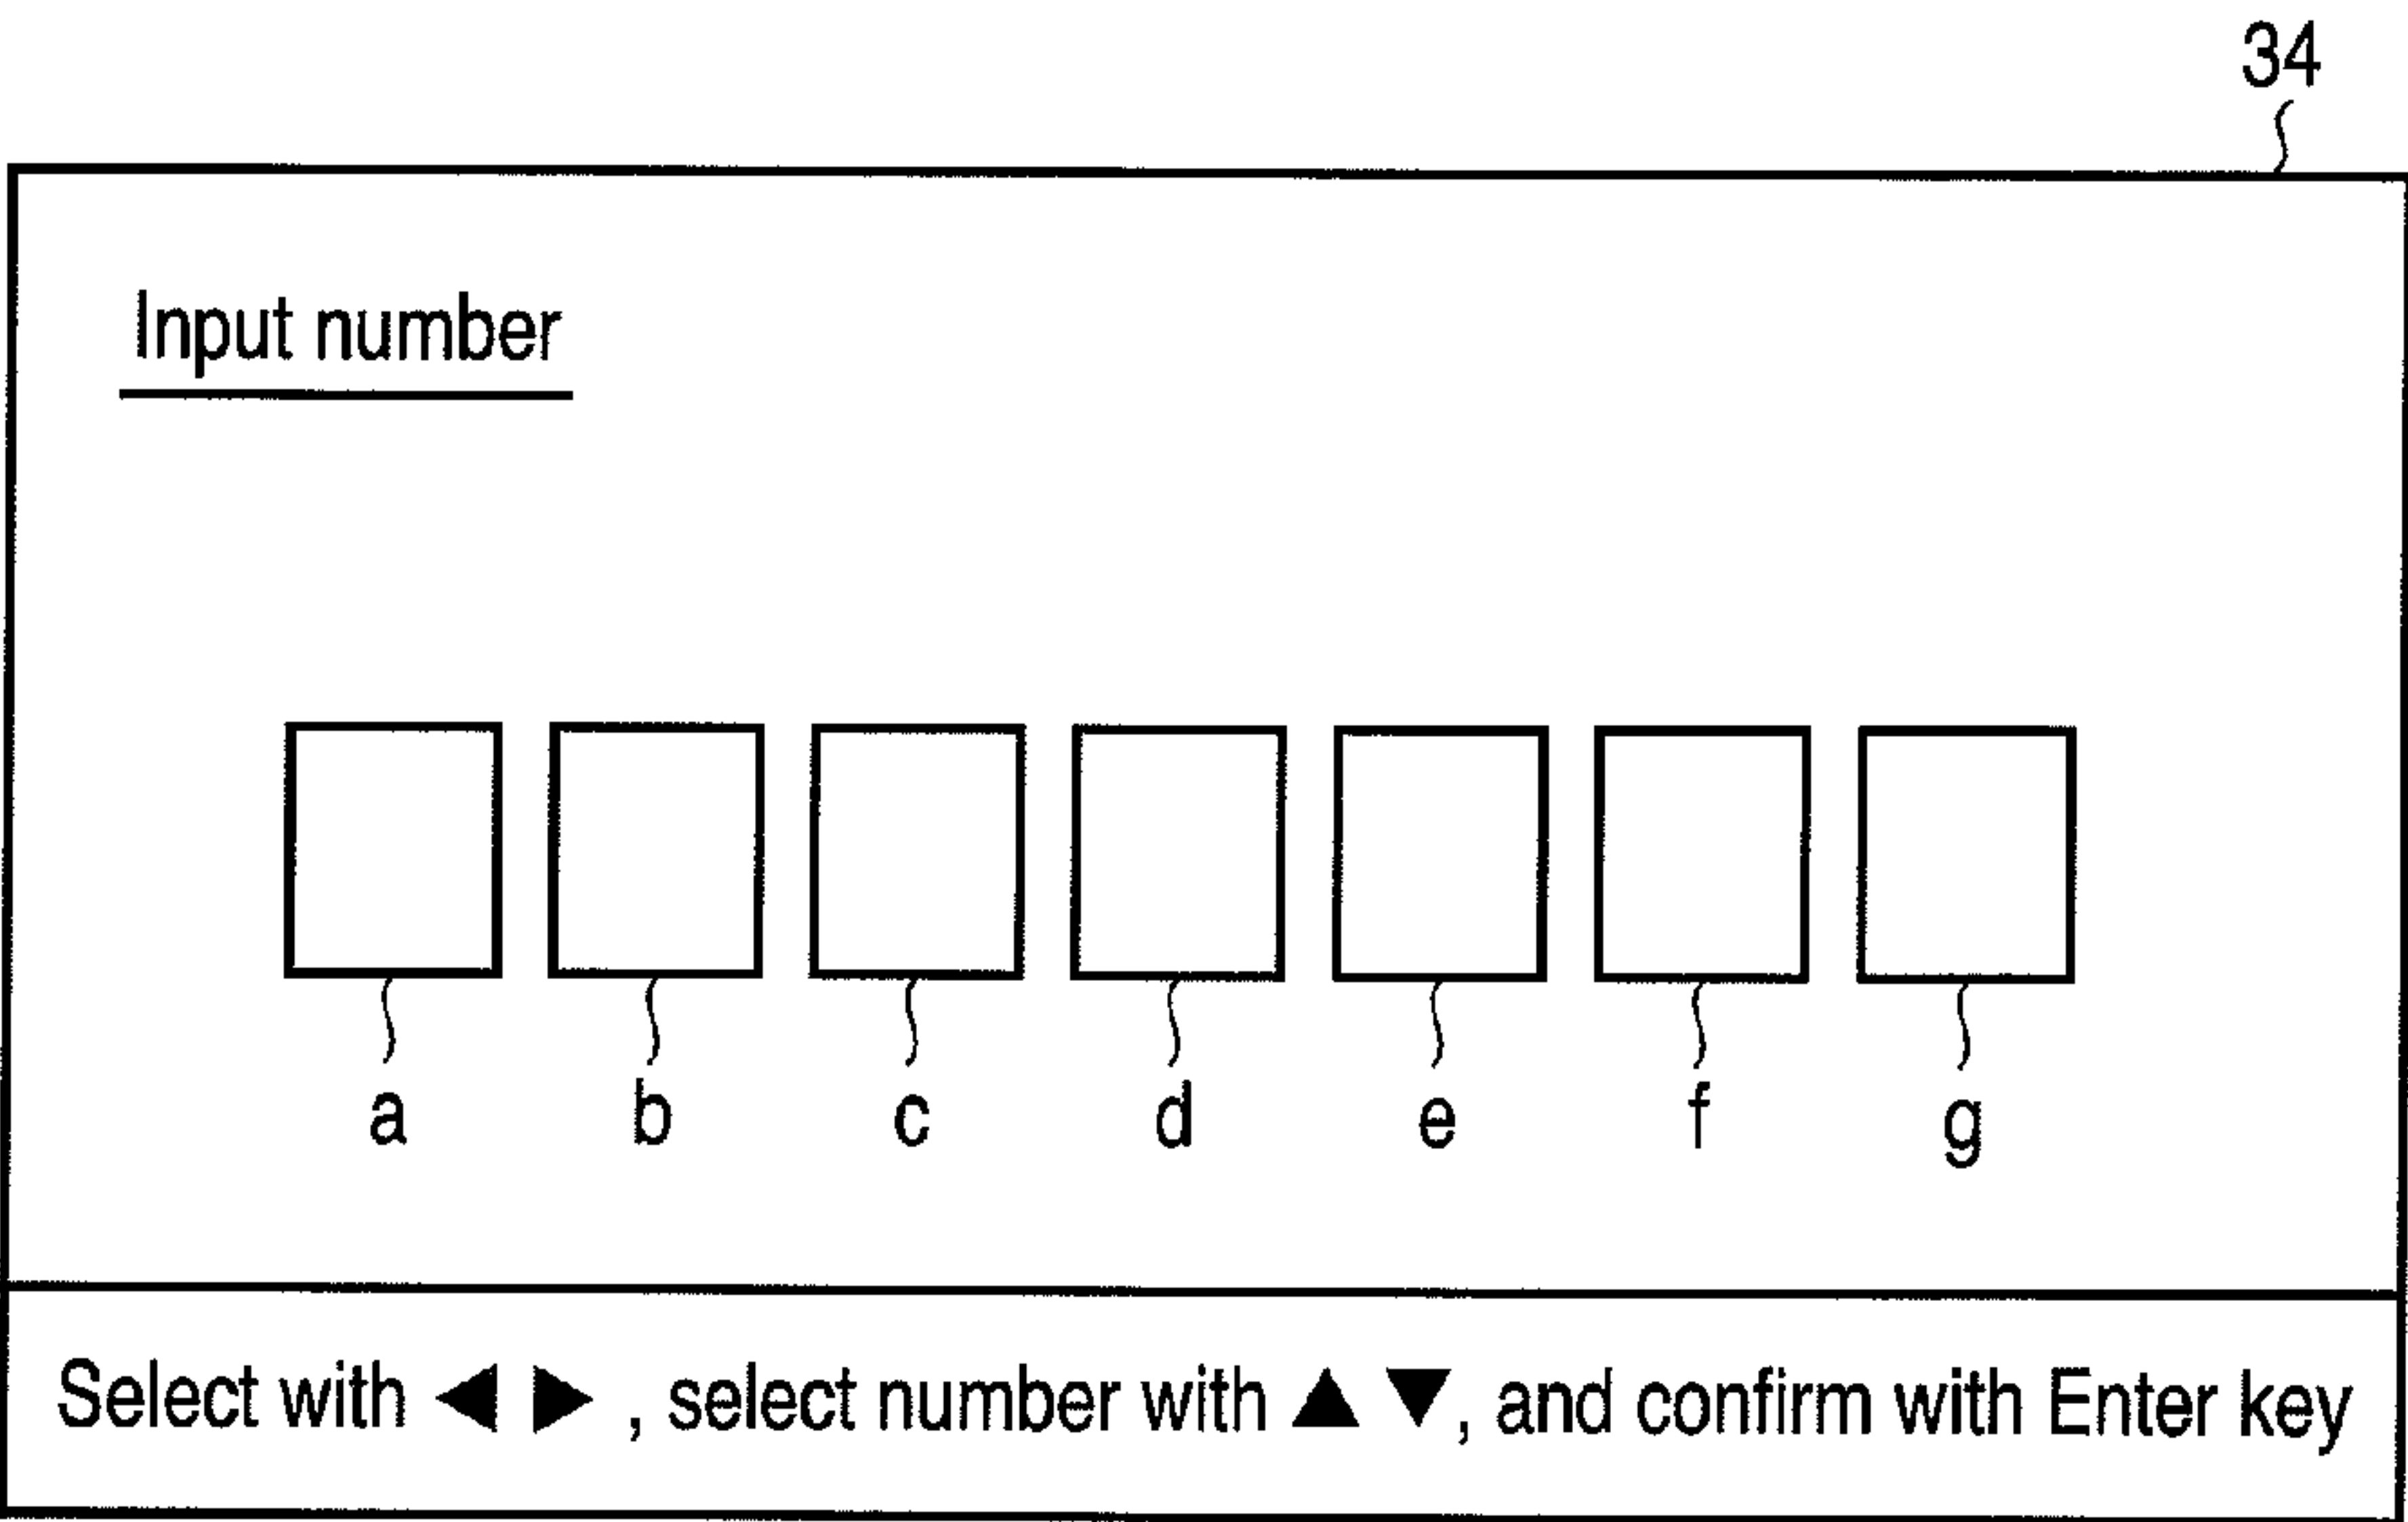 34
Input number
a b c d e f g
Select with ◀ ▶ , select number with ▲ ▼, and confirm with Enter key